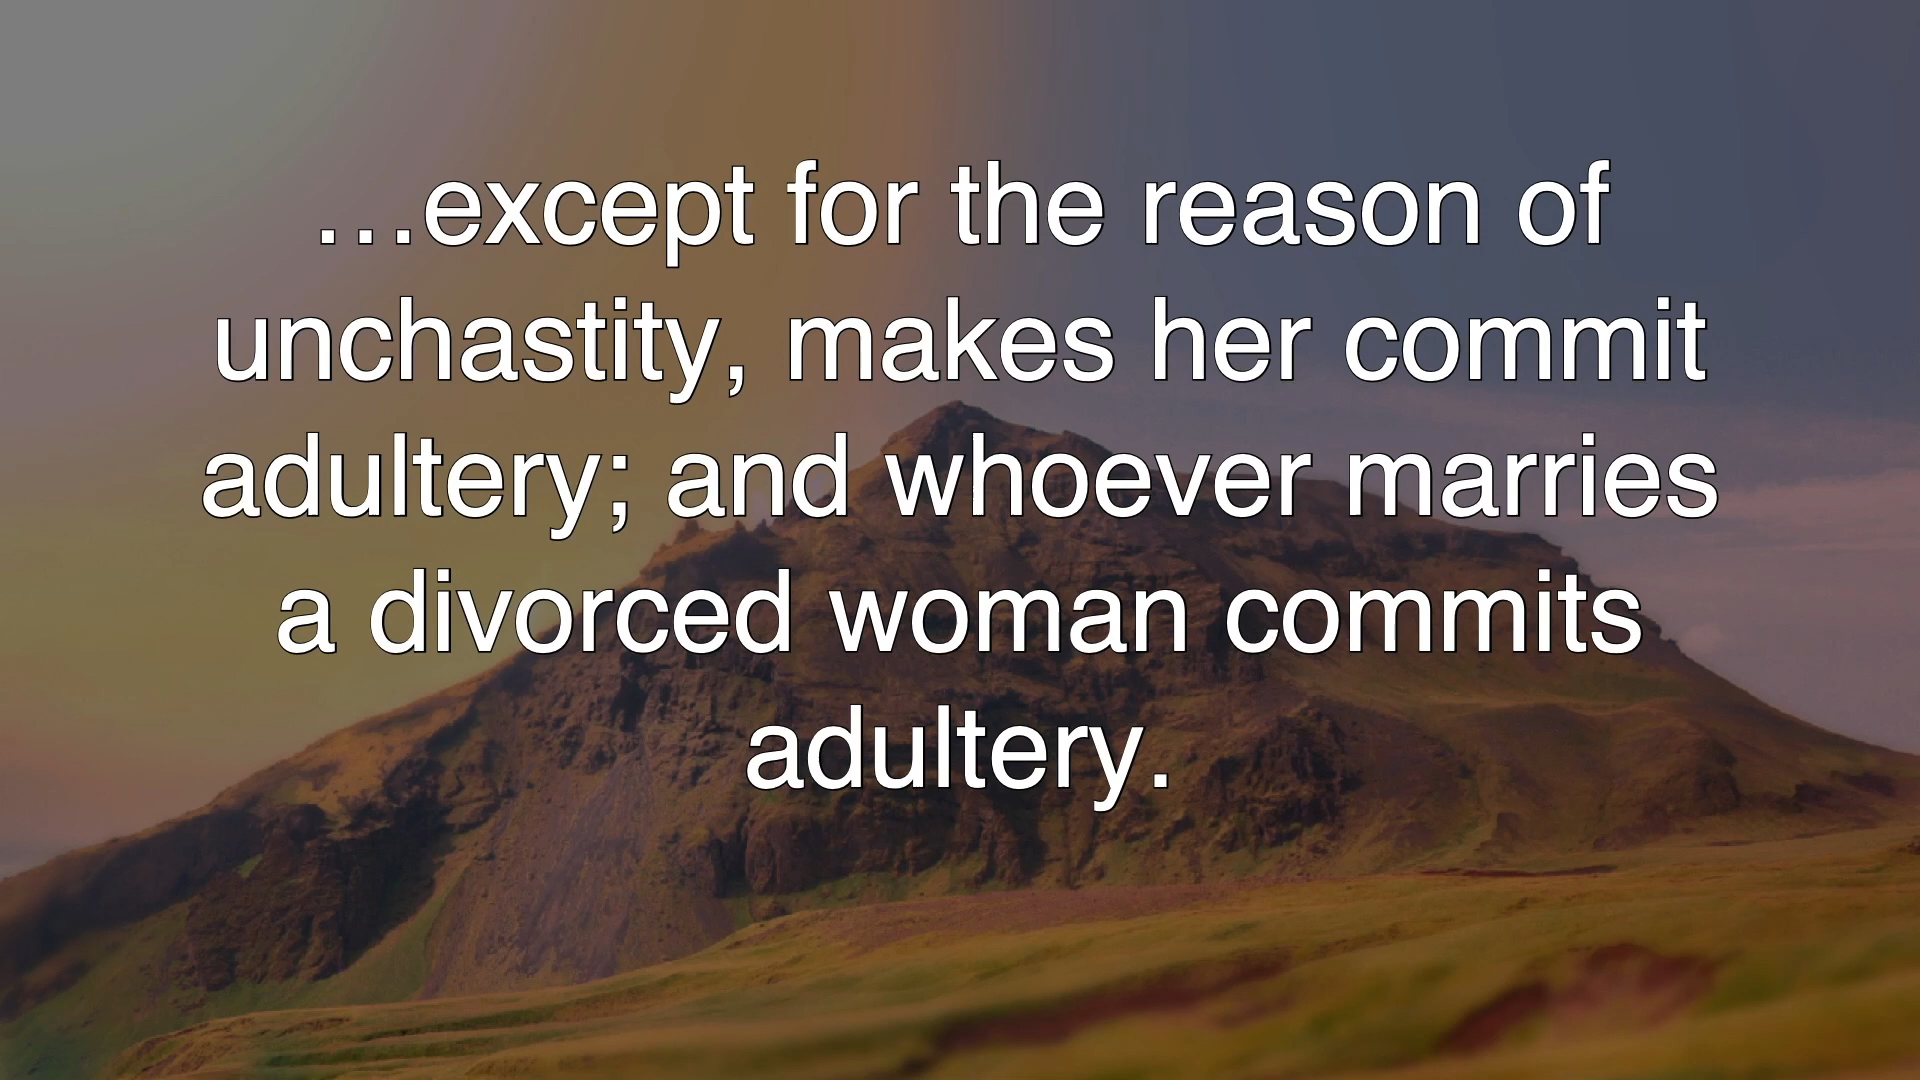 …except for the reason of
unchastity, makes her commit
adultery; and whoever marries
a divorced woman commits
adultery.